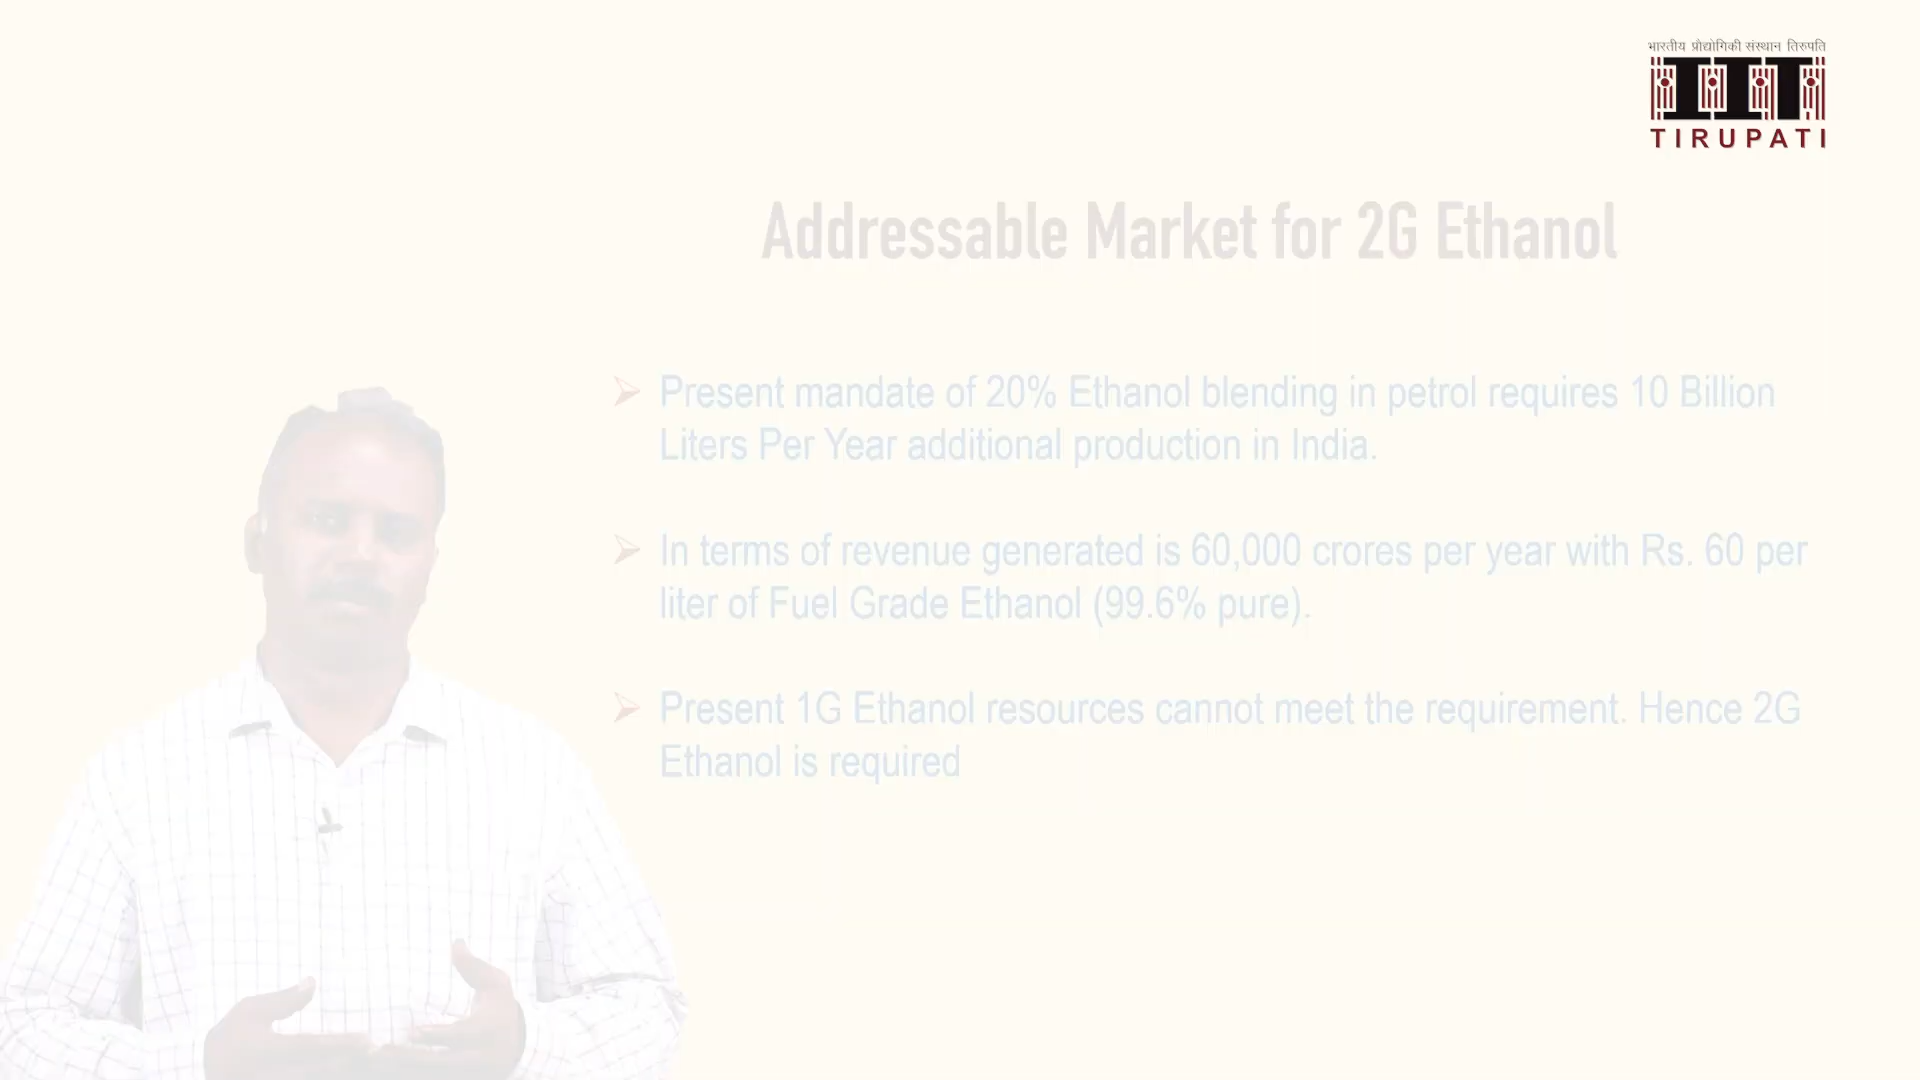 भारतीय प्रौद्योगिकी संस्थान तिरुपति
IIT
TIRUPATI
Addressable Market for 2G Ethanol
➢ Present mandate of 20% Ethanol blending in petrol requires 10 Billion
Liters Per Year additional production in India.
➢ In terms of revenue generated is 60,000 crores per year with Rs. 60 per
liter of Fuel Grade Ethanol (99.6% pure).
➢ Present 1G Ethanol resources cannot meet the requirement. Hence 2G
Ethanol is required